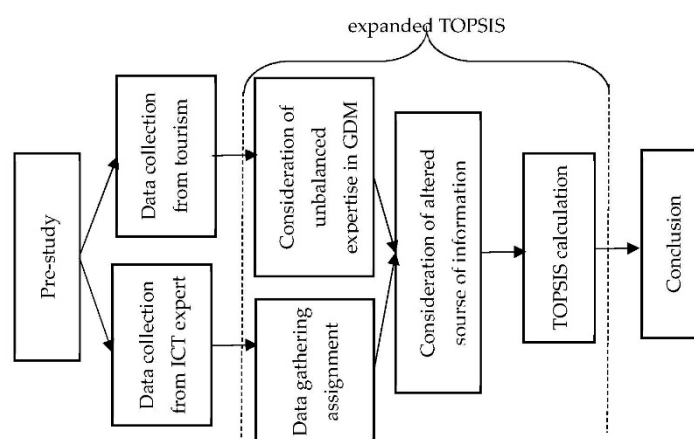 expanded TOPSIS
Pre-study
Data collection
from tourism
Data collection
from ICT expert
Consideration of
unbalanced
expertise in GDM
Data gathering
assignment
Consideration of altered
sourse of information
TOPSIS calculation
Conclusion